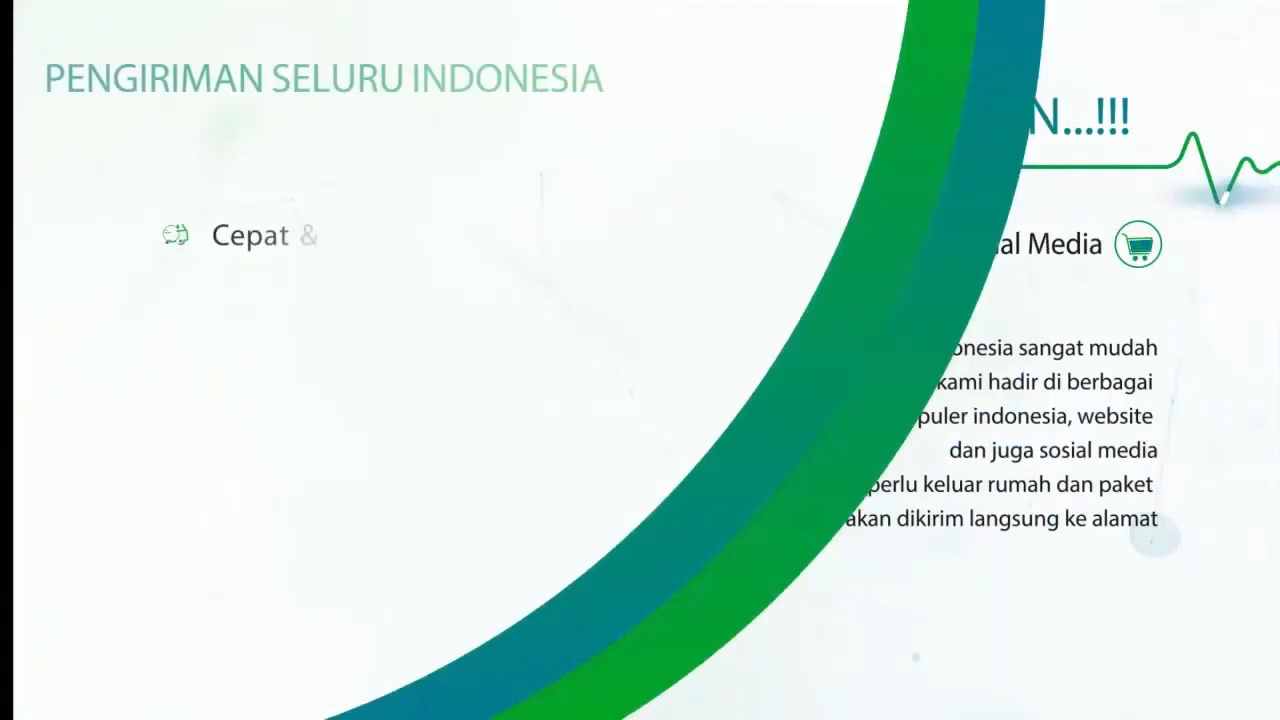 PENGIRIMAN SELURU INDONESIA
Cepat &
N...!!!
al Media
onesia sangat mudah
kami hadir di berbagai
puler indonesia, website
dan juga sosial media
perlu keluar rumah dan paket
akan dikirim langsung ke alamat